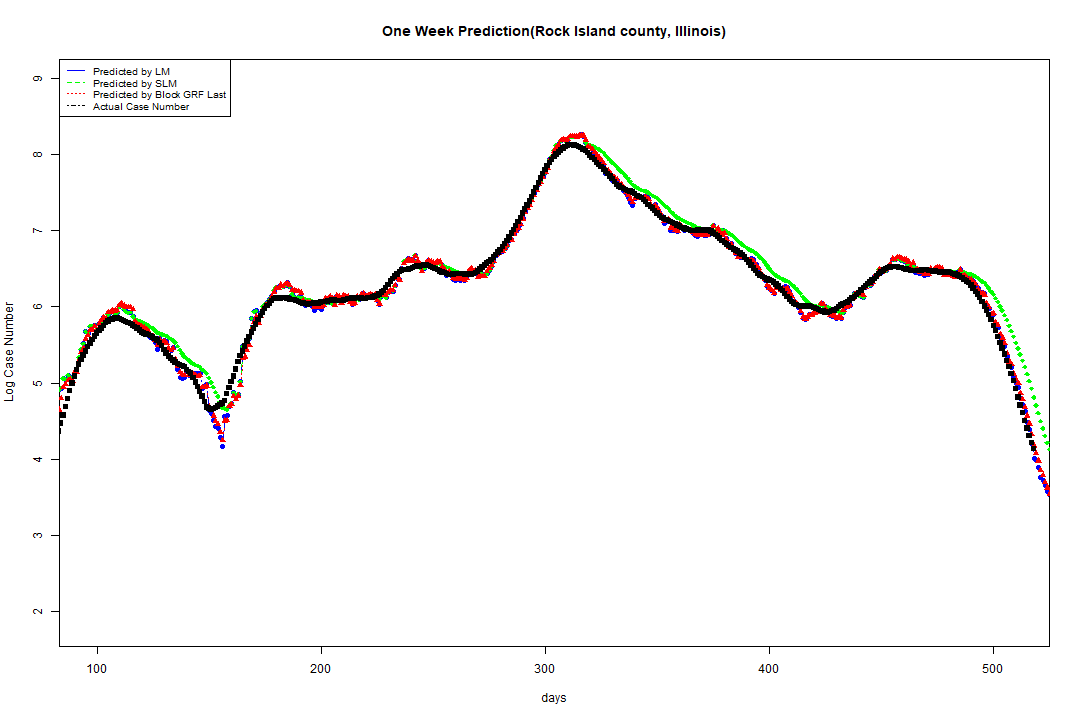 One Week Prediction(Rock Island county, Illinois)
Predicted by LM
Predicted by SLM
Predicted by Block GRF Last
Actual Case Number
9
8
7
6
5
4
3
2
Log Case Number
100 200 300 400 500
days